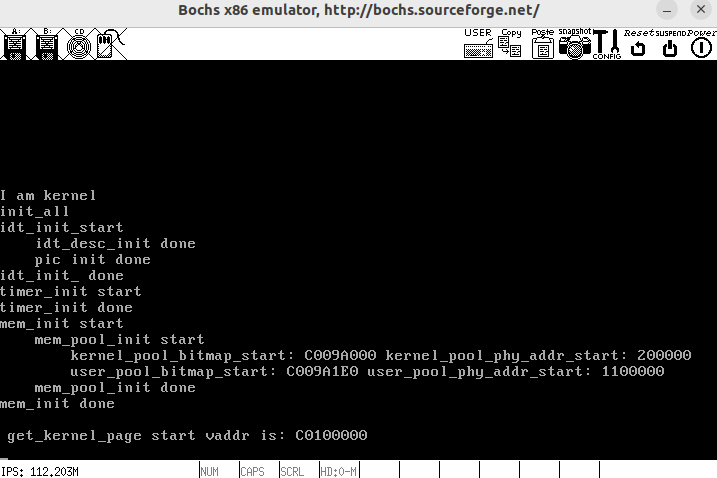 Bochs x86 emulator, http://bochs.sourceforge.net/
A: B: CD USER Copy Paste snapshot CONFIG Reset SUSPEND Power
I am kernel
init_all
idt_init_start
idt_desc_init done
pic init done
idt_init_ done
timer_init start
timer_init done
mem_init start
mem_pool_init start
kernel_pool_bitmap_start: C009A000 kernel_pool_phy_addr_start: 200000
user_pool_bitmap_start: C009A1E0 user_pool_phy_addr_start: 1100000
mem_pool_init done
mem_init done
get_kernel_page start vaddr is: C0100000
IPS: 112.203M NUM CAPS SCRL HD:0-M